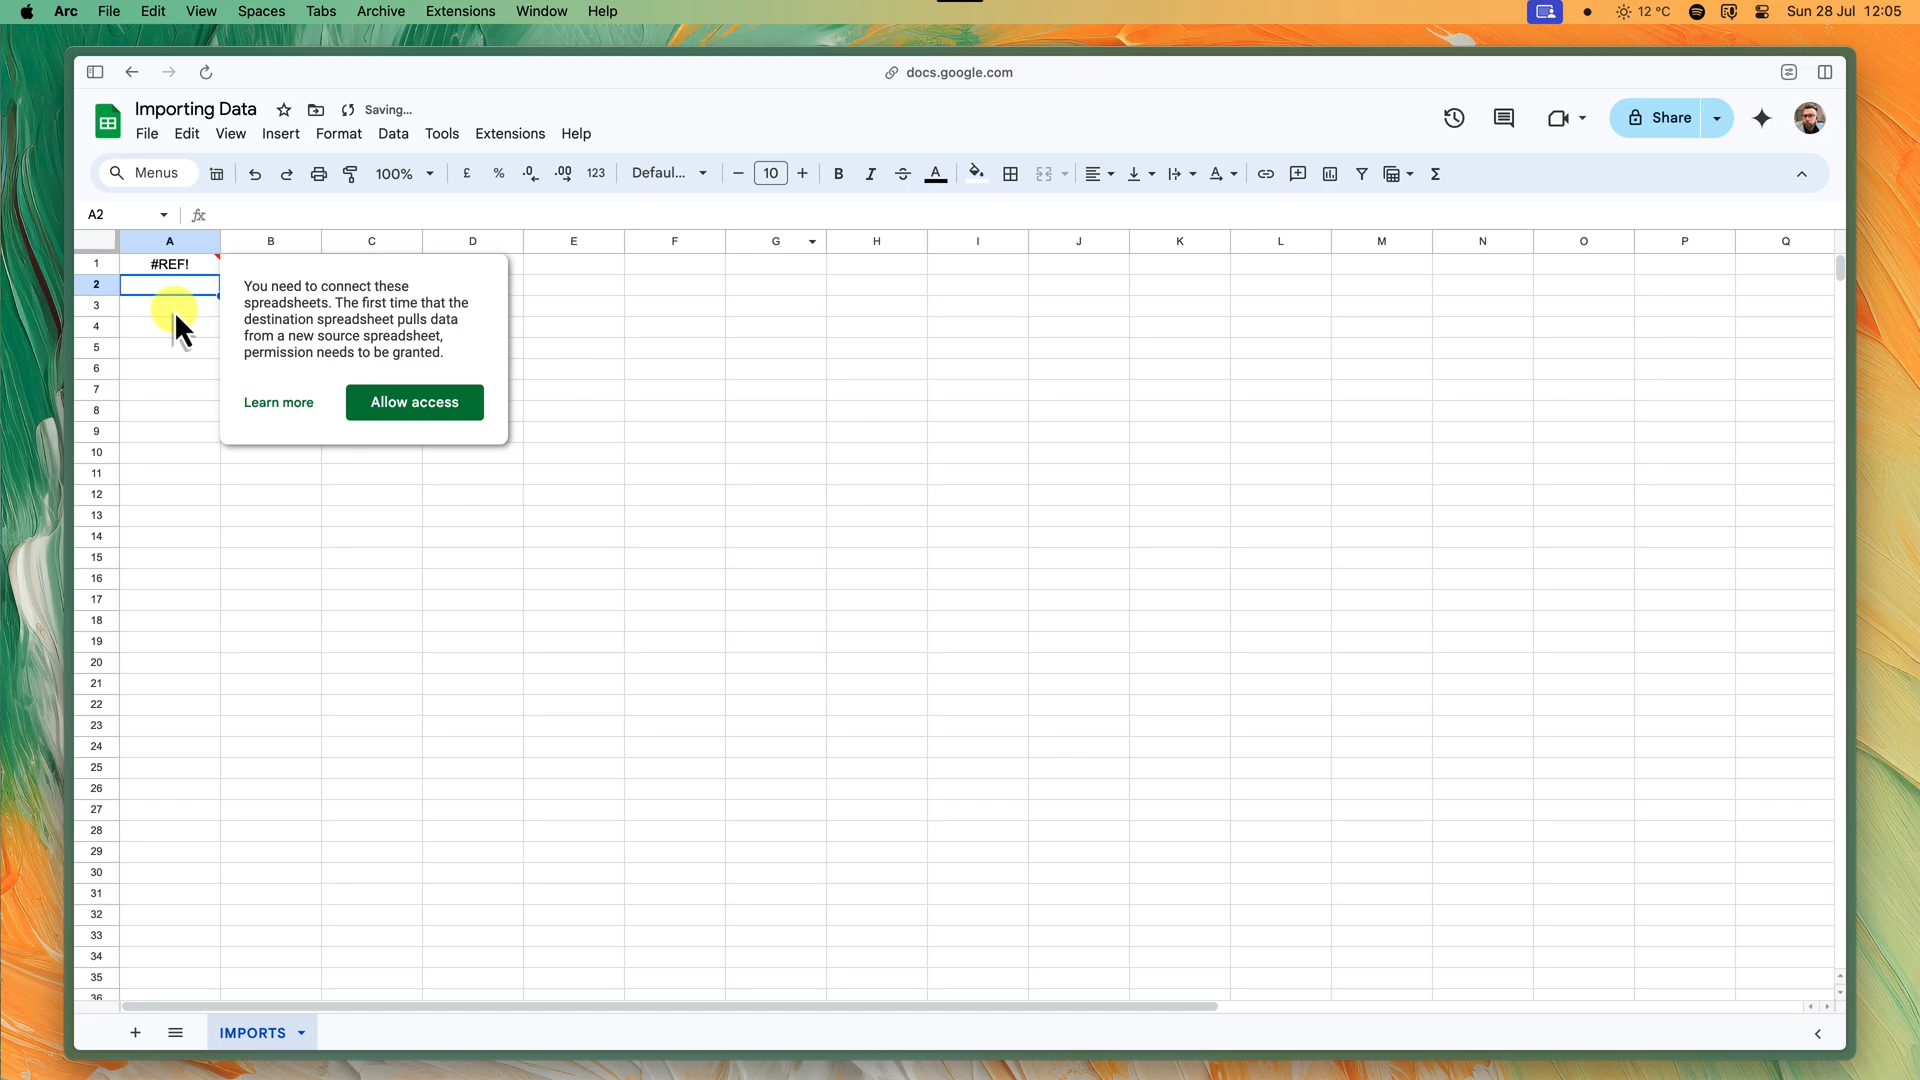 Arc File Edit View Spaces Tabs Archive Extensions Window Help 12 °C Sun 28 Jul 12:05
docs.google.com
Importing Data Saving...
File Edit View Insert Format Data Tools Extensions Help
Share
Menus 100% £ % .0 .00 123 Defaul... 10 B I A
A2 fx
A B C D E F G H I J K L M N O P Q
1 #REF!
2
3
4
5
6
7
8
9
10
11
12
13
14
15
16
17
18
19
20
21
22
23
24
25
26
27
28
29
30
31
32
33
34
35
36
You need to connect these
spreadsheets. The first time that the
destination spreadsheet pulls data
from a new source spreadsheet,
permission needs to be granted.
Learn more Allow access
IMPORTS